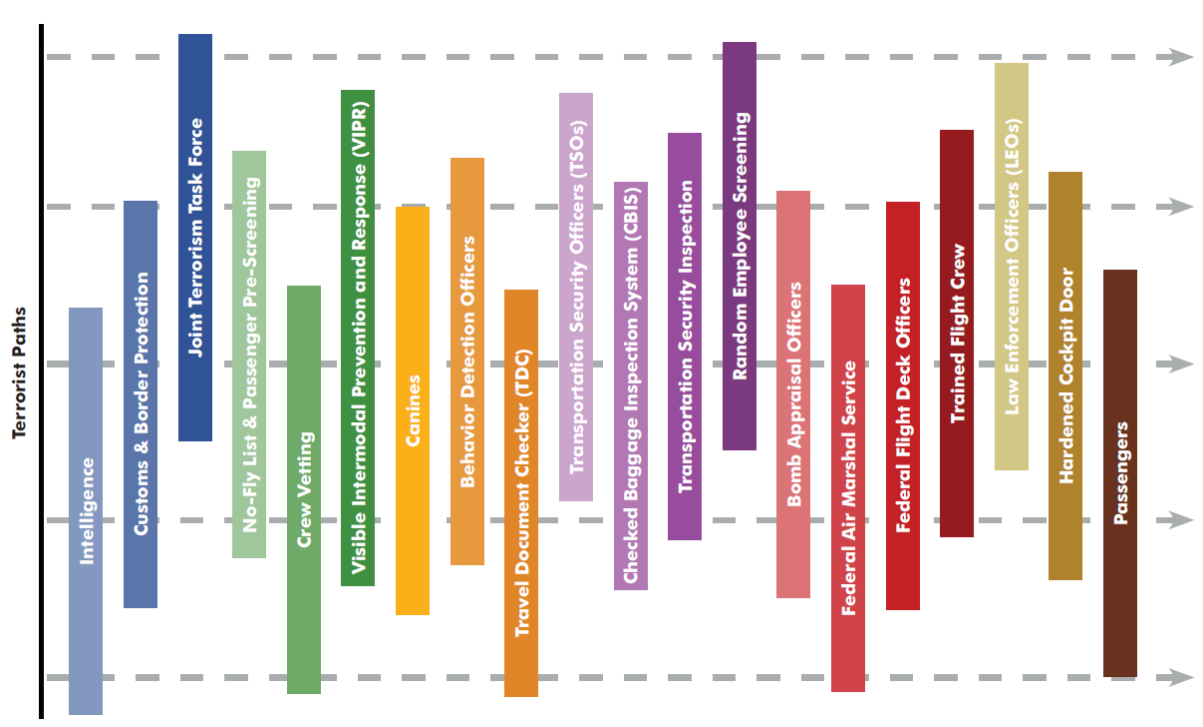 Terrorist Paths
Intelligence
Customs & Border Protection
Joint Terrorism Task Force
No-Fly List & Passenger Pre-Screening
Crew Vetting
Visible Intermodal Prevention and Response (VIPR)
Canines
Behavior Detection Officers
Travel Document Checker (TDC)
Transportation Security Officers (TSOs)
Checked Baggage Inspection System (CBIS)
Transportation Security Inspection
Random Employee Screening
Bomb Appraisal Officers
Federal Air Marshal Service
Federal Flight Deck Officers
Trained Flight Crew
Law Enforcement Officers (LEOs)
Hardened Cockpit Door
Passengers